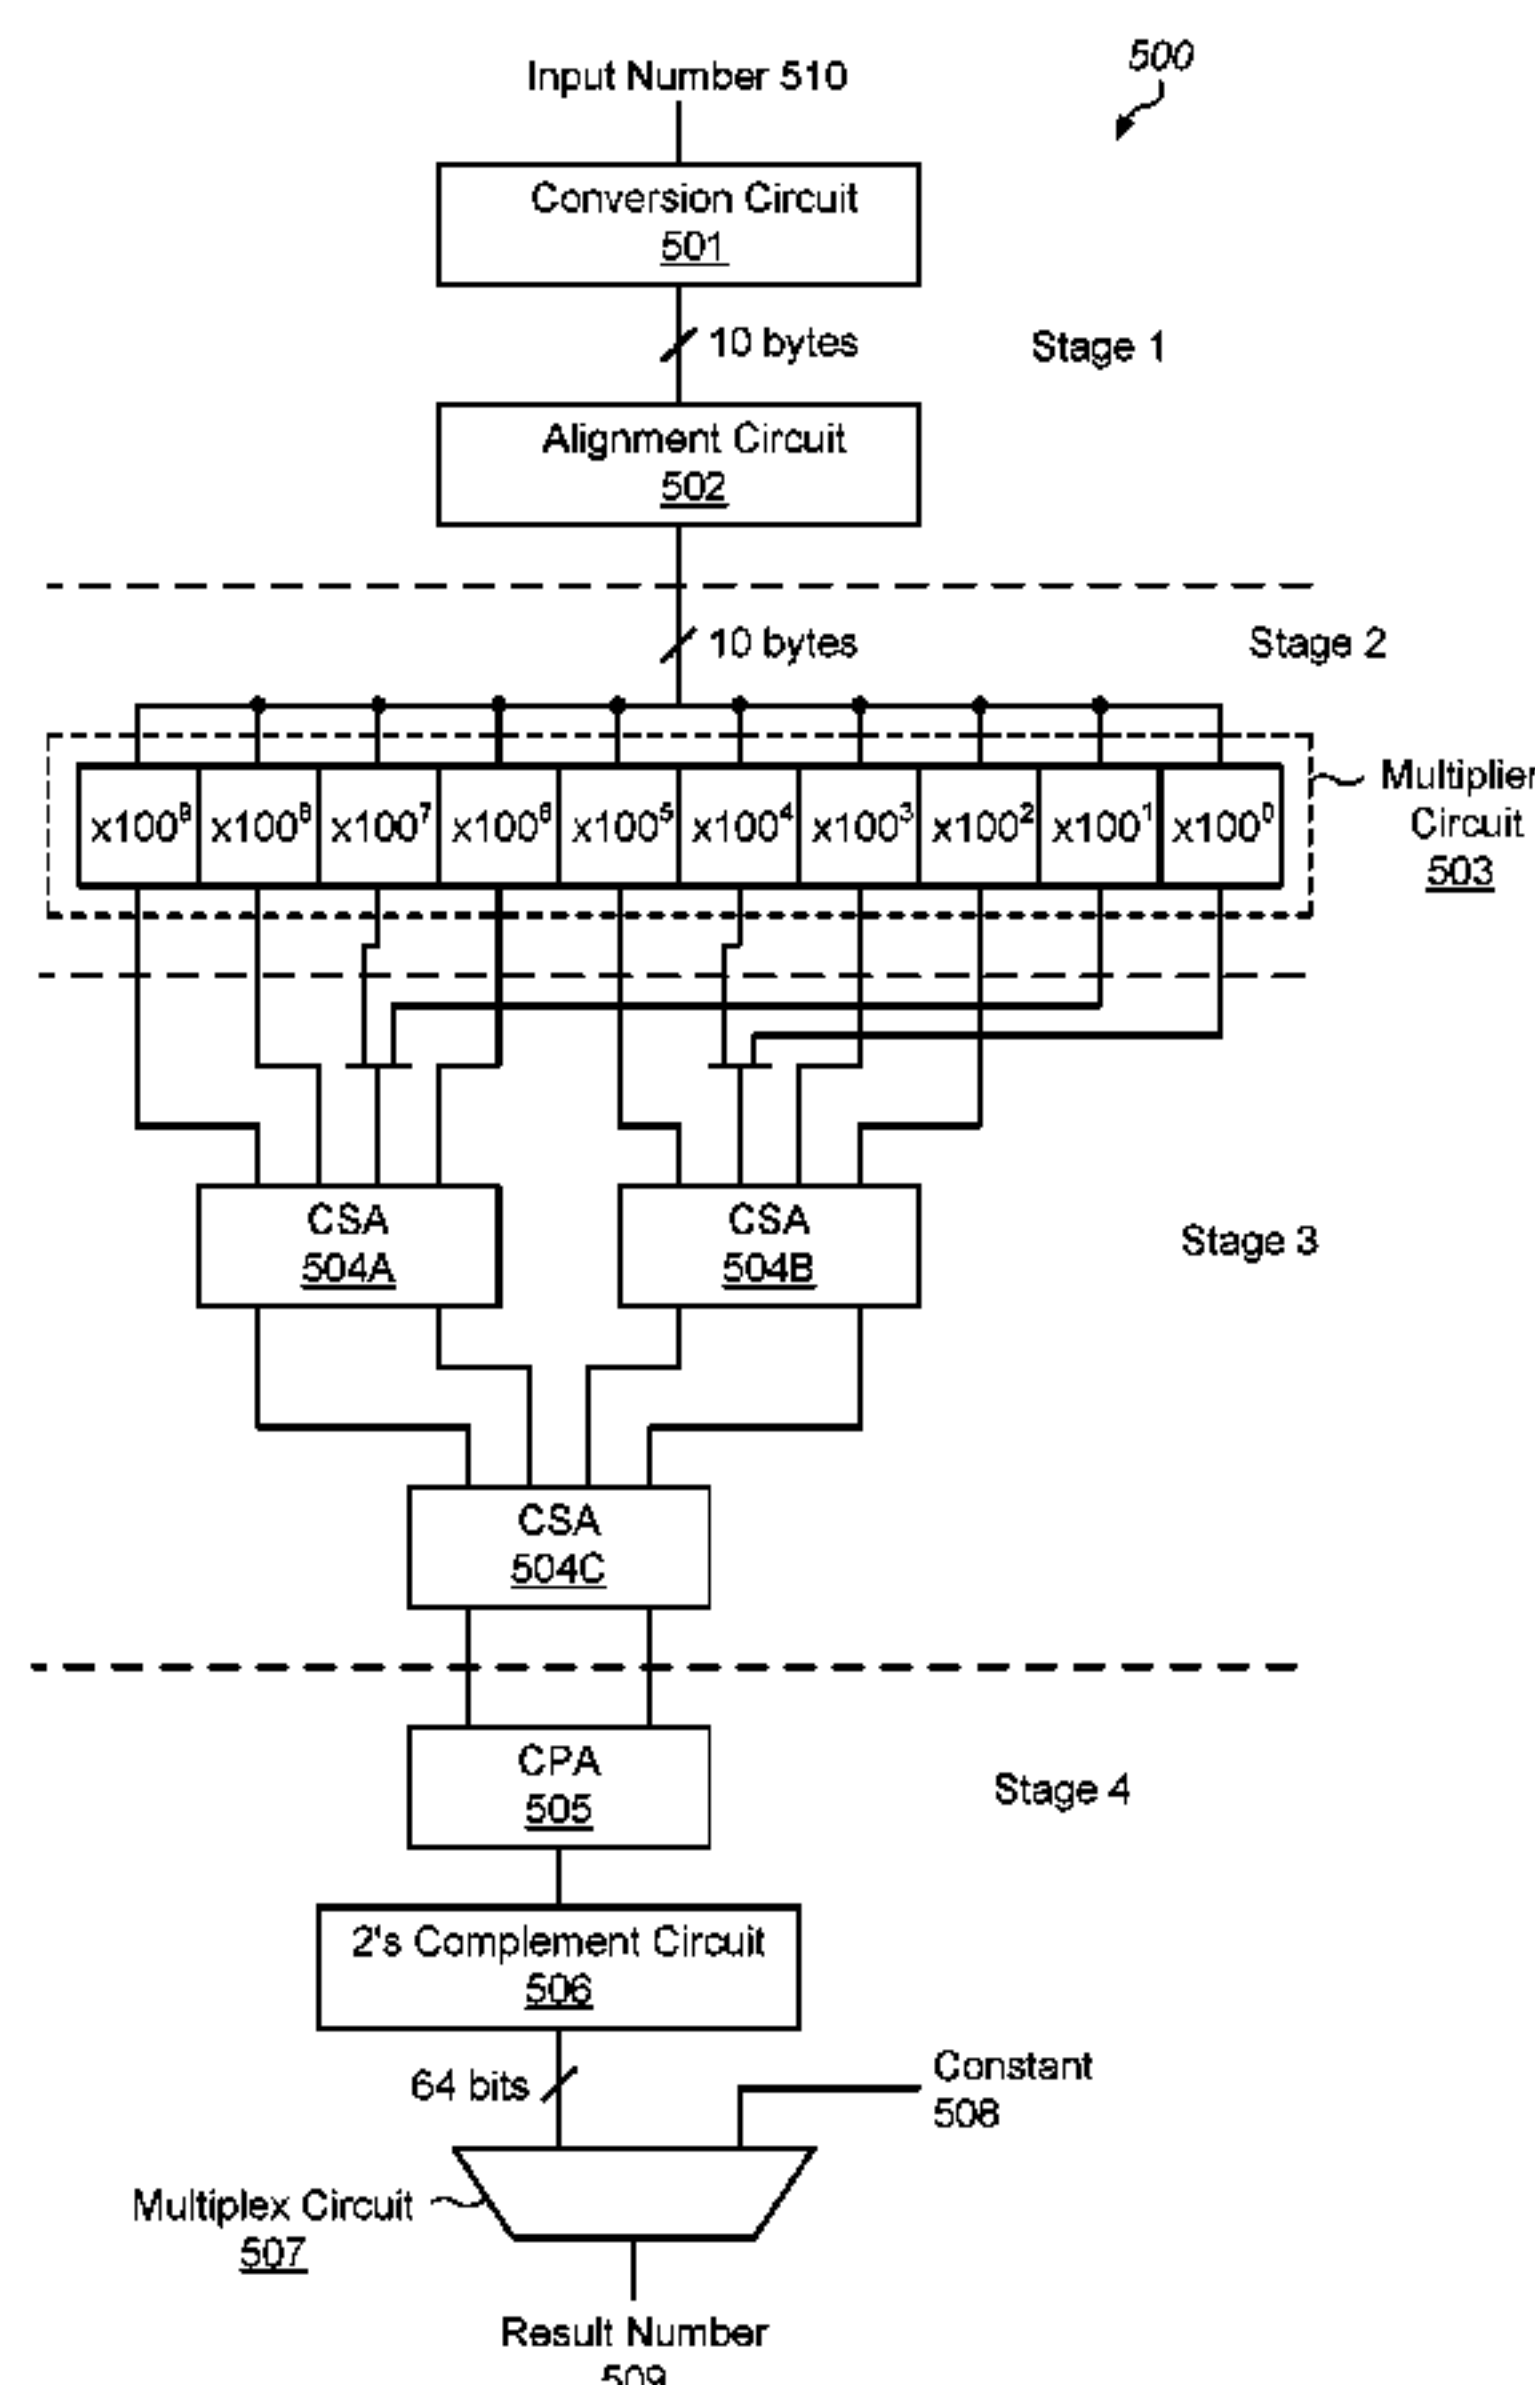 500
Input Number 510
Conversion Circuit
501
10 bytes
Stage 1
Alignment Circuit
502
10 bytes
Stage 2
x100⁹ x100⁸ x100⁷ x100⁶ x100⁵ x100⁴ x100³ x100² x100¹ x100⁰
Multiplier
Circuit
503
CSA
504A
CSA
504B
Stage 3
CSA
504C
CPA
505
Stage 4
2's Complement Circuit
506
64 bits
Constant
508
Multiplex Circuit
507
Result Number
509